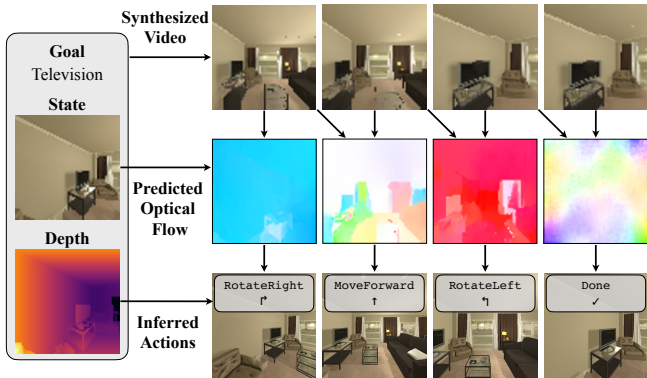 Goal
Television
State
Depth
Synthesized
Video
Predicted
Optical
Flow
Inferred
Actions
RotateRight
↱
MoveForward
↑
RotateLeft
↰
Done
✓